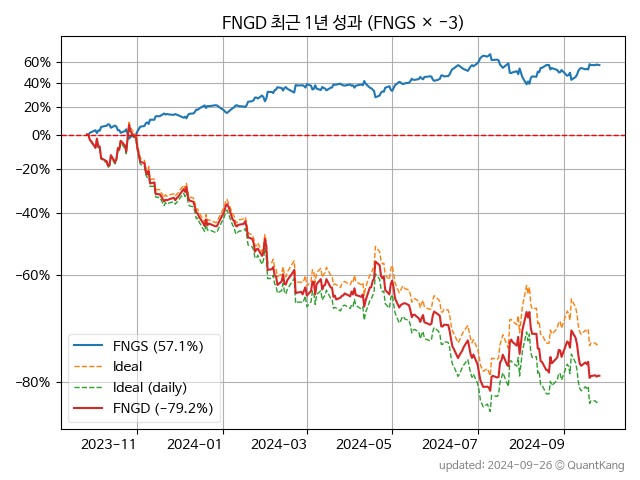 FNGD 최근 1년 성과 (FNGS × −3)
60%
40%
20%
0%
−20%
−40%
−60%
−80%
FNGS (57.1%)
Ideal
Ideal (daily)
FNGD (−79.2%)
2023−11 2024−01 2024−03 2024−05 2024−07 2024−09
updated: 2024−09−26 © QuantKang